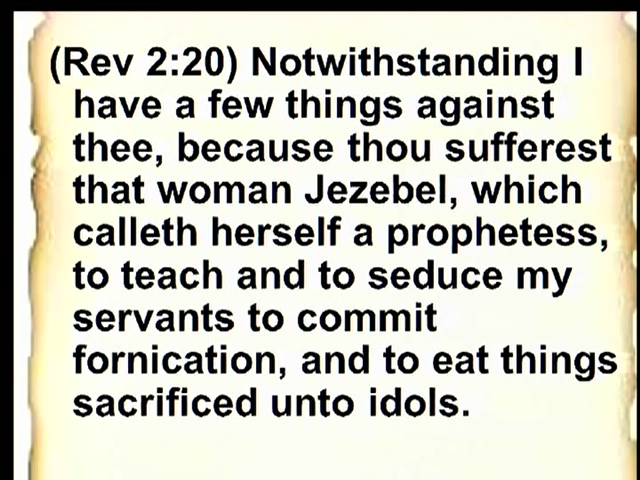 (Rev 2:20) Notwithstanding I
have a few things against
thee, because thou sufferest
that woman Jezebel, which
calleth herself a prophetess,
to teach and to seduce my
servants to commit
fornication, and to eat things
sacrificed unto idols.